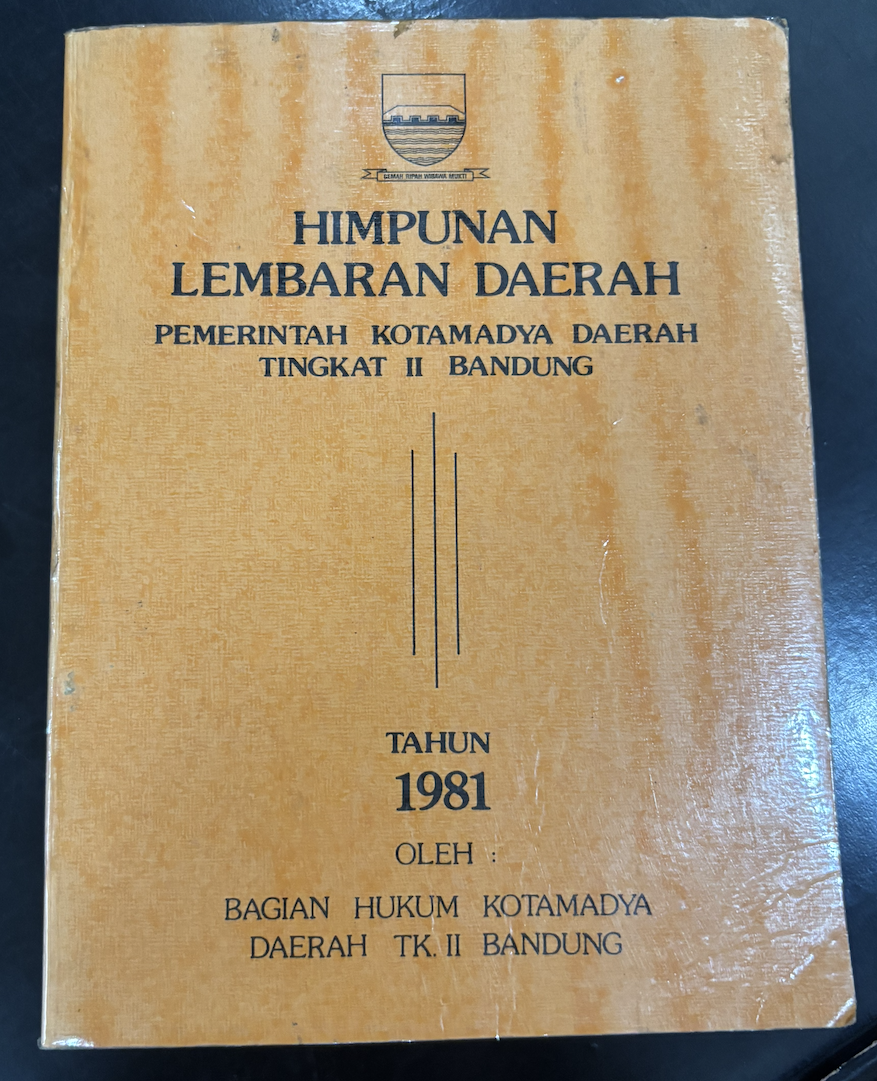 GEMAH RIPAH WIBAWA MUKTI
HIMPUNAN
LEMBARAN DAERAH
PEMERINTAH KOTAMADYA DAERAH
TINGKAT II BANDUNG
TAHUN
1981
OLEH :
BAGIAN HUKUM KOTAMADYA
DAERAH TK. II BANDUNG